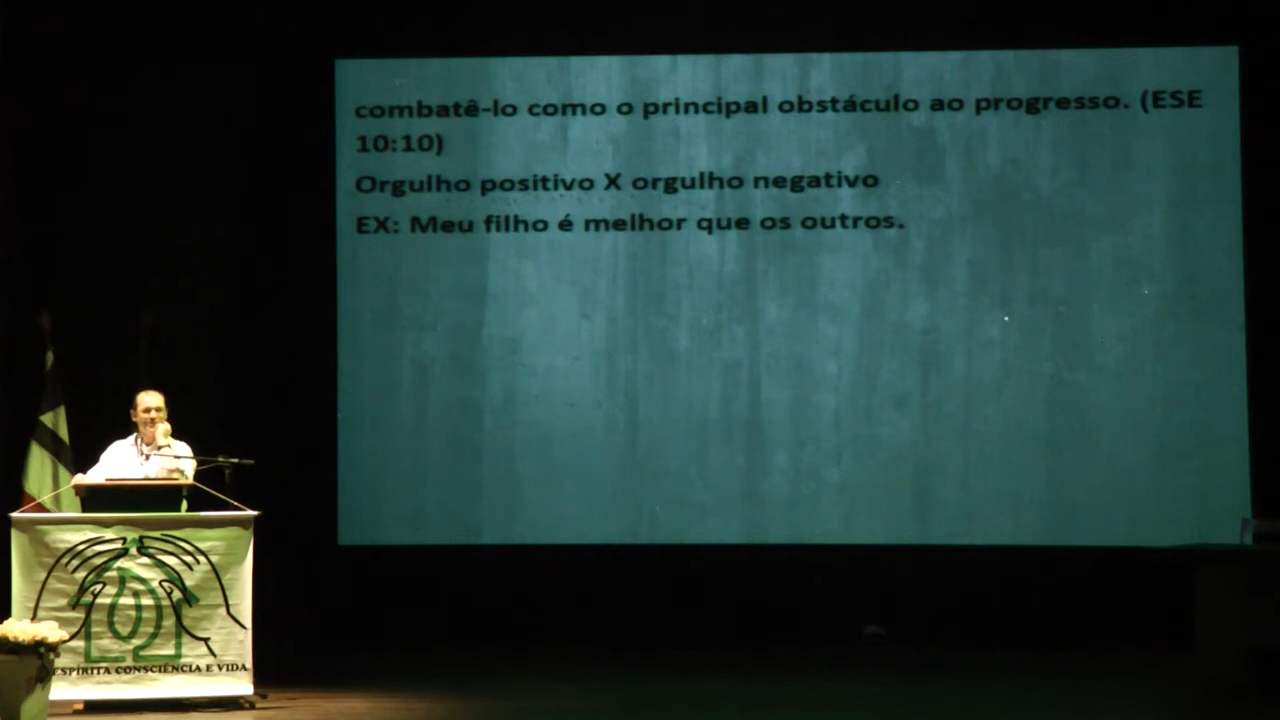 combatê-lo como o principal obstáculo ao progresso. (ESE
10:10)
Orgulho positivo X orgulho negativo
EX: Meu filho é melhor que os outros.
ESPÍRITA CONSCIÊNCIA E VIDA